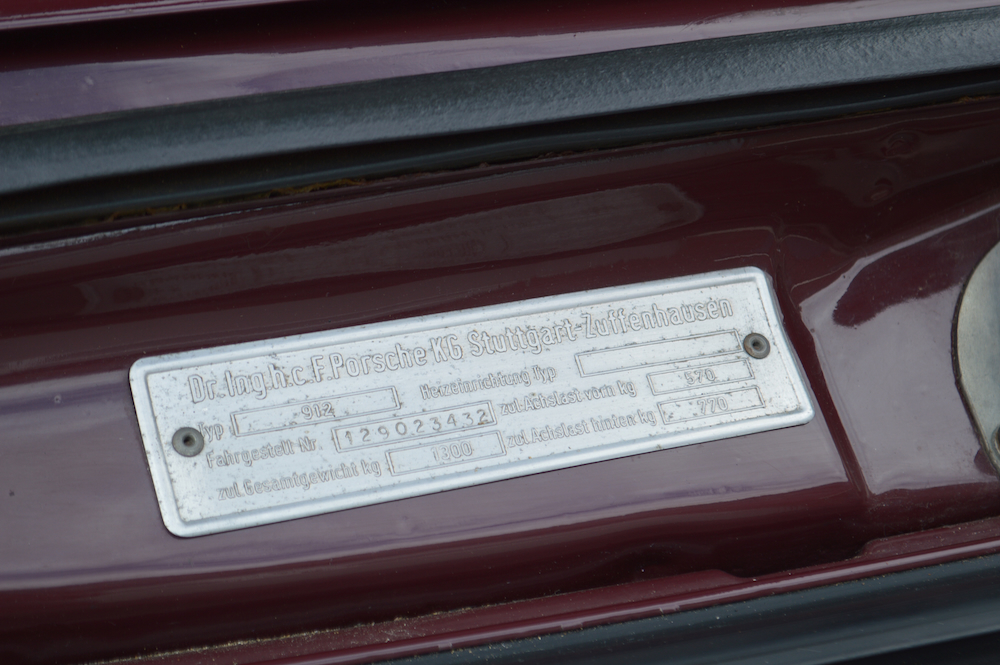 Dr. Ing.h.c.F.Porsche KG Stuttgart-Zuffenhausen
Typ 912 Heizeinrichtung Typ
Fahrgestell Nr. 129023432 zul.Achslast vorn kg 570
zul.Gesamtgewicht kg 1300 zul.Achslast hinten kg 770